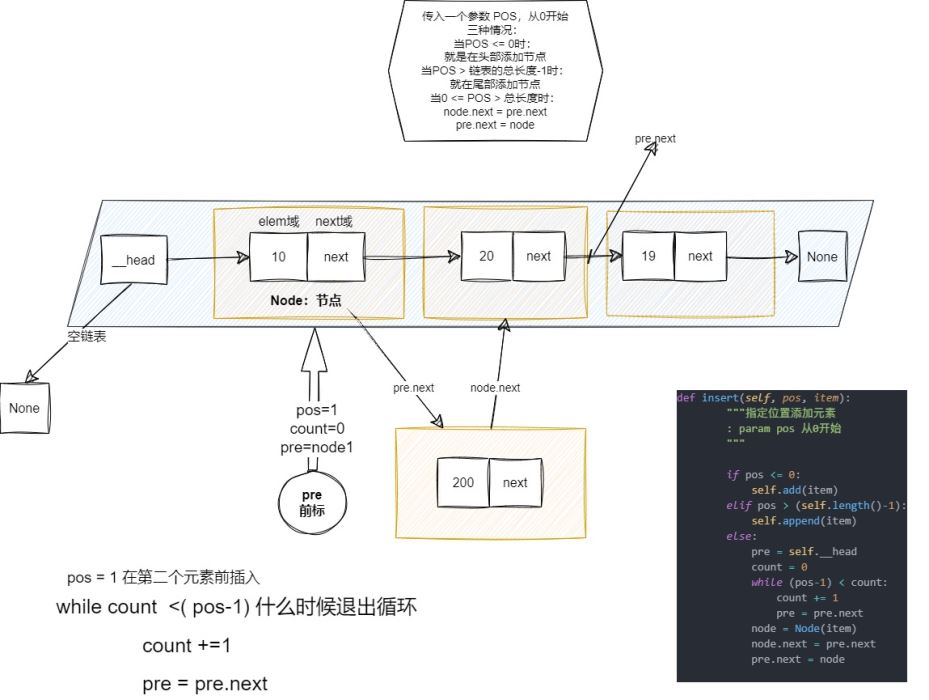 传入一个参数 POS，从0开始
三种情况：
当POS <= 0时：
就是在头部添加节点
当POS > 链表的总长度-1时：
就在尾部添加节点
当0 <= POS > 总长度时：
node.next = pre.next
pre.next = node
pre.next
elem域 next域
__head
10 next
20 next
19 next
None
Node：节点
空链表
None
pre.next
node.next
pos=1
count=0
pre=node1
200 next
pre
前标
pos = 1 在第二个元素前插入
while count <( pos-1) 什么时候退出循环
count +=1
pre = pre.next
def insert(self, pos, item):
"""指定位置添加元素
: param pos 从0开始
"""
if pos <= 0:
self.add(item)
elif pos > (self.length()-1):
self.append(item)
else:
pre = self.__head
count = 0
while (pos-1) < count:
count += 1
pre = pre.next
node = Node(item)
node.next = pre.next
pre.next = node